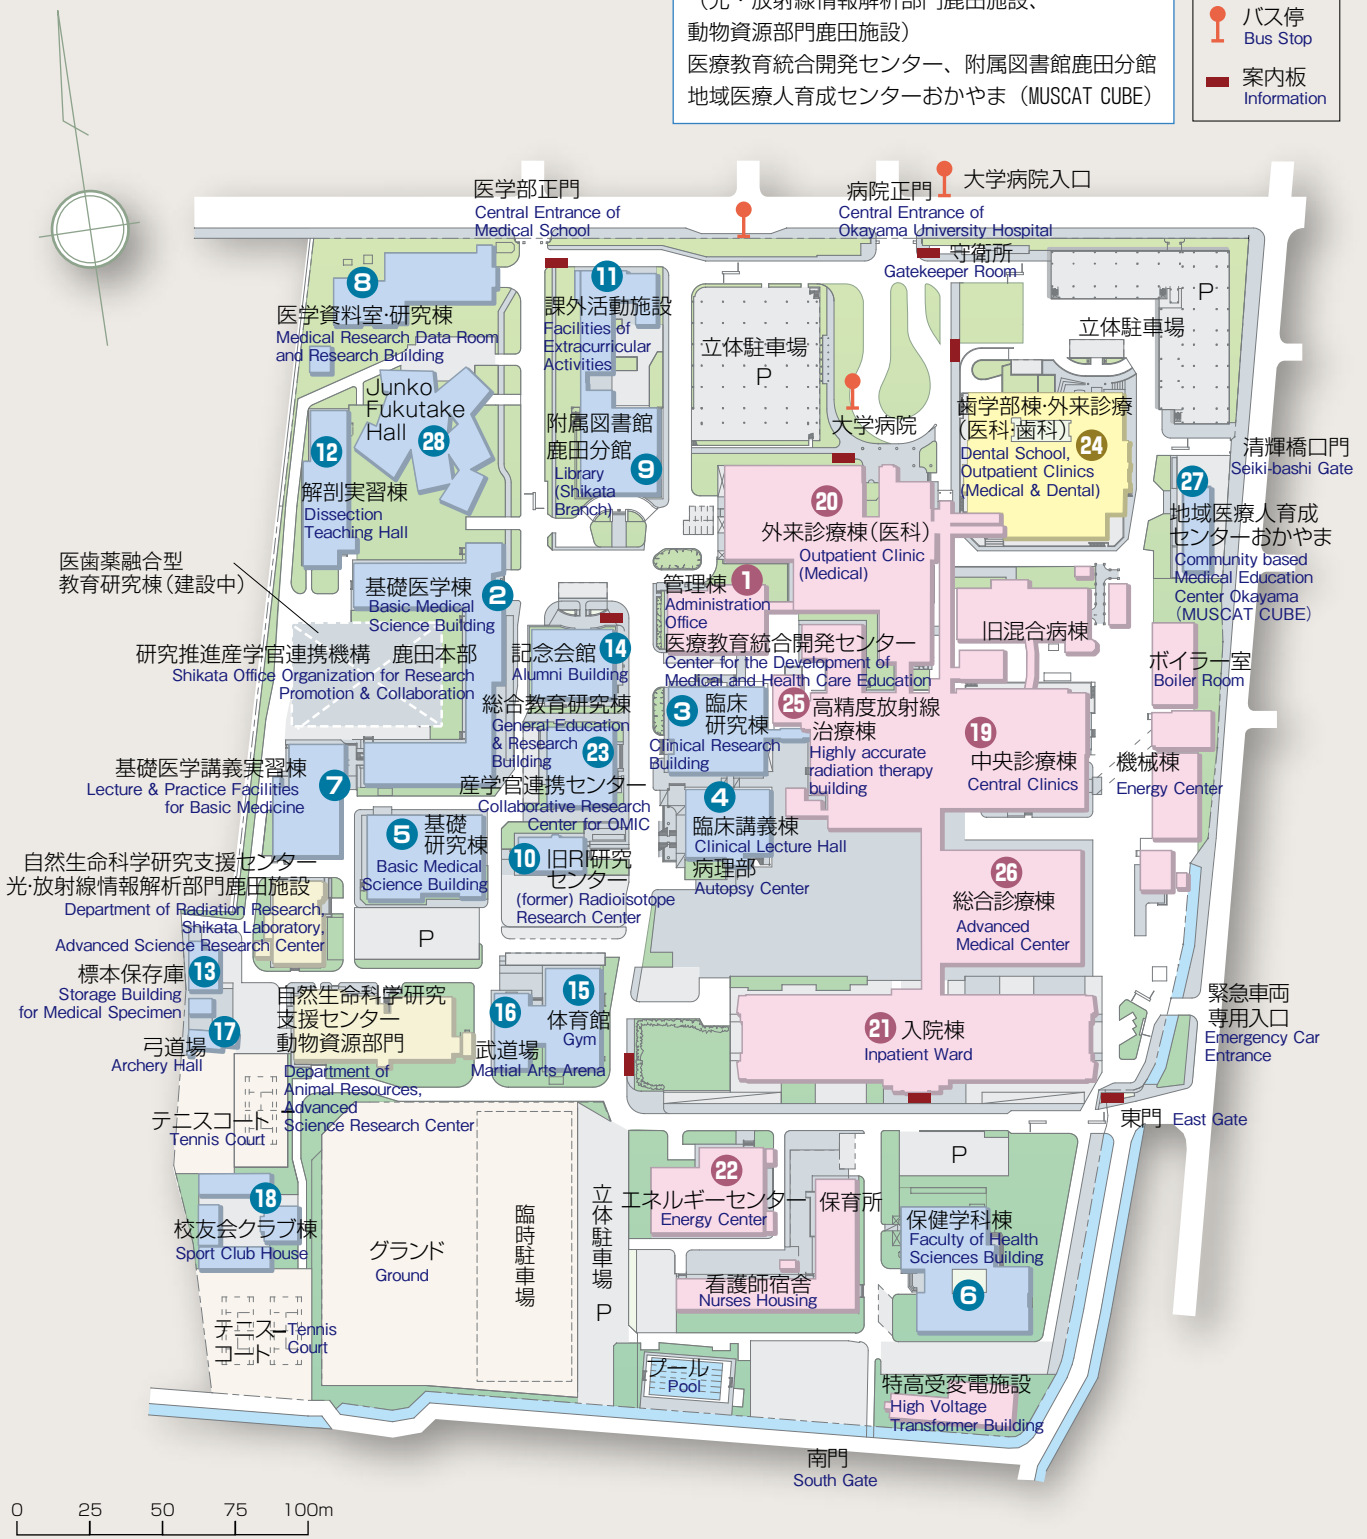 （光・放射線情報解析部門鹿田施設、
動物資源部門鹿田施設）
医療教育統合開発センター、附属図書館鹿田分館
地域医療人育成センターおかやま（MUSCAT CUBE）
バス停
Bus Stop
案内板
Information
医学部正門
Central Entrance of
Medical School
病院正門
Central Entrance of
Okayama University Hospital
大学病院入口
守衛所
Gatekeeper Room
8
医学資料室·研究棟
Medical Research Data Room
and Research Building
11
課外活動施設
Facilities of
Extracurricular
Activities
立体駐車場
P
立体駐車場
P
大学病院
Junko
Fukutake
Hall
28
12
解剖実習棟
Dissection
Teaching Hall
附属図書館
鹿田分館
9
Library
(Shikata
Branch)
歯学部棟·外来診療
(医科,歯科)
24
Dental School,
Outpatient Clinics
(Medical & Dental)
清輝橋口門
Seiki-bashi Gate
27
地域医療人育成
センターおかやま
Community based
Medical Education
Center Okayama
(MUSCAT CUBE)
20
外来診療棟(医科)
Outpatient Clinic
(Medical)
医歯薬融合型
教育研究棟(建設中)
基礎医学棟
2
Basic Medical
Science Building
管理棟
1
Administration
Office
旧混合病棟
研究推進産学官連携機構　鹿田本部
Shikata Office Organization for Research
Promotion & Collaboration
記念会館
14
Alumni Building
医療教育統合開発センター
Center for the Development of
Medical and Health Care Education
ボイラー室
Boiler Room
総合教育研究棟
General Education
& Research
Building
23
3
臨床
研究棟
Clinical Research
Building
25
高精度放射線
治療棟
Highly accurate
radiation therapy
building
19
中央診療棟
Central Clinics
機械棟
Energy Center
基礎医学講義実習棟
Lecture & Practice Facilities
for Basic Medicine
7
産学官連携センター
Collaborative Research
Center for OMIC
4
臨床講義棟
Clinical Lecture Hall
病理部
Autopsy Center
5
基礎
研究棟
Basic Medical
Science Building
10
旧RI研究
センター
(former) Radioisotope
Research Center
自然生命科学研究支援センター
光·放射線情報解析部門鹿田施設
Department of Radiation Research,
Shikata Laboratory,
Advanced Science Research Center
26
総合診療棟
Advanced
Medical Center
P
13
標本保存庫
Storage Building
for Medical Specimen
17
弓道場
Archery Hall
自然生命科学研究
支援センター
動物資源部門
Department of
Animal Resources,
Advanced
Science Research Center
15
体育館
Gym
16
武道場
Martial Arts Arena
21
入院棟
Inpatient Ward
緊急車両
専用入口
Emergency Car
Entrance
テニスコート
Tennis Court
東門
East Gate
18
校友会クラブ棟
Sport Club House
グランド
Ground
臨時駐車場
立体駐車場 P
22
エネルギーセンター
Energy Center
保育所
看護師宿舎
Nurses Housing
P
保健学科棟
Faculty of Health
Sciences Building
6
テニス
コート
Tennis
Court
プール
Pool
特高受変電施設
High Voltage
Transformer Building
南門
South Gate
0 25 50 75 100m